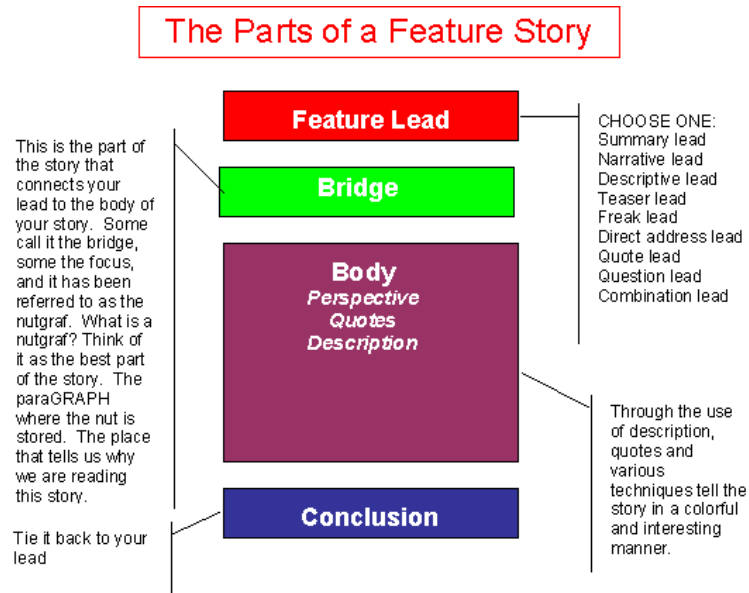 The Parts of a Feature Story
Feature Lead
CHOOSE ONE:
Summary lead
Narrative lead
Descriptive lead
Teaser lead
Freak lead
Direct address lead
Quote lead
Question lead
Combination lead
This is the part of
the story that
connects your
lead to the body of
your story.  Some
call it the bridge,
some the focus,
and it has been
referred to as the
nutgraf.  What is a
nutgraf? Think of
it as the best part
of the story.  The
paraGRAPH
where the nut is
stored.  The place
that tells us why
we are reading
this story.
Bridge
Body
Perspective
Quotes
Description
Through the use
of description,
quotes and
various
techniques tell the
story in a colorful
and interesting
manner.
Conclusion
Tie it back to your
lead